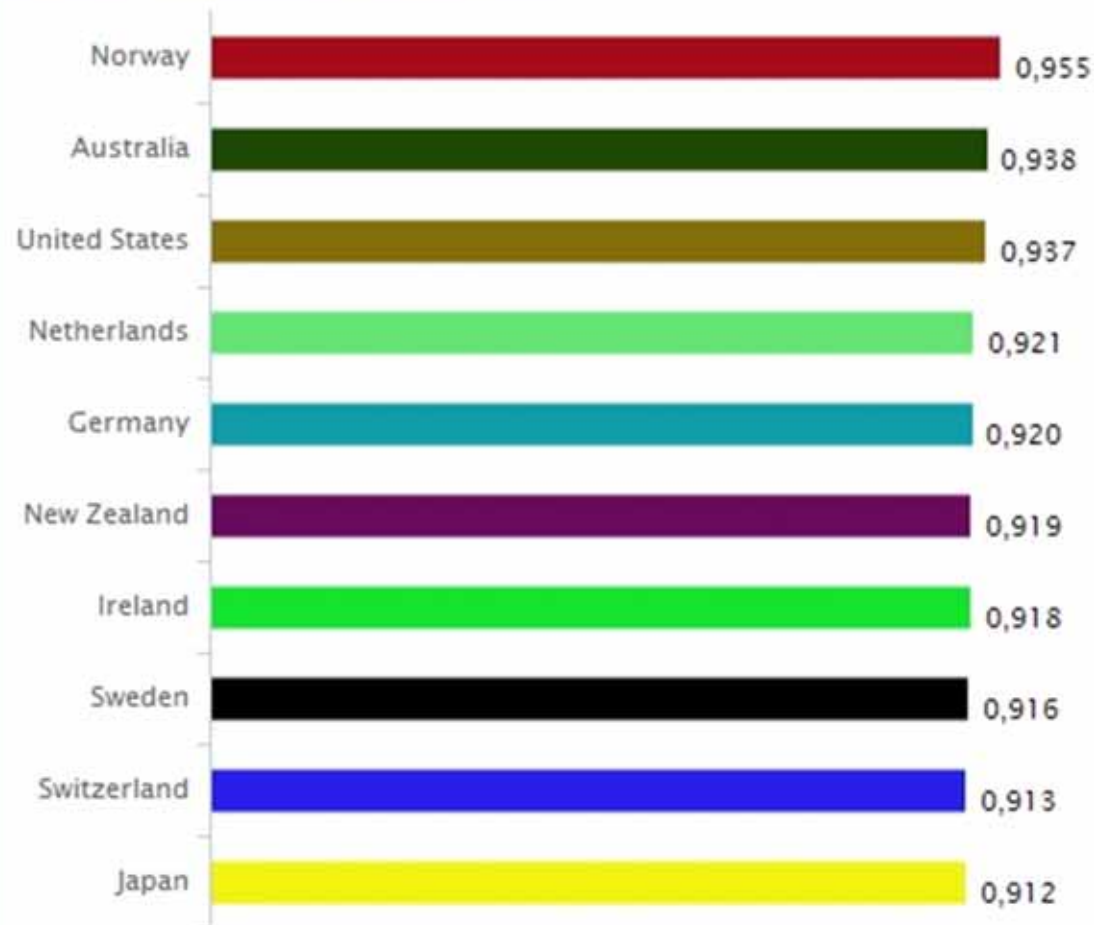 Norway 0,955
Australia 0,938
United States 0,937
Netherlands 0,921
Germany 0,920
New Zealand 0,919
Ireland 0,918
Sweden 0,916
Switzerland 0,913
Japan 0,912